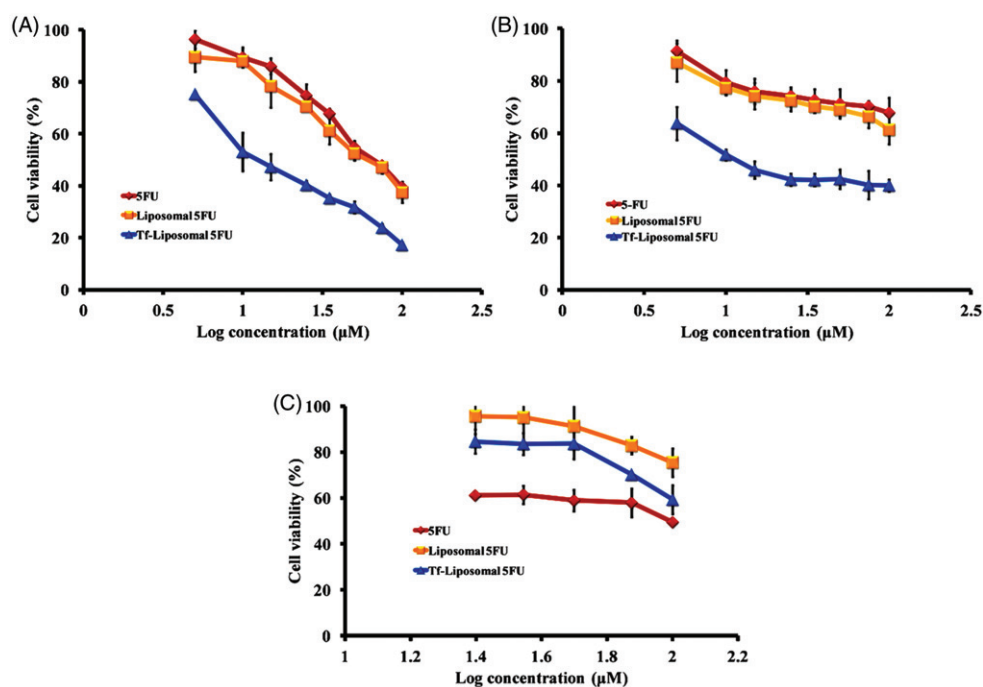 (A)
100
80
60
40
20
0
Cell viability (%)
5FU
Liposomal 5FU
Tf-Liposomal 5FU
0 0.5 1 1.5 2 2.5
Log concentration (μM)
(B)
100
80
60
40
20
0
Cell viability (%)
5-FU
Liposomal 5FU
Tf-Liposomal 5FU
0 0.5 1 1.5 2 2.5
Log concentration (μM)
(C)
100
80
60
40
20
0
Cell viability (%)
5FU
Liposomal 5FU
Tf-Liposomal 5FU
1 1.2 1.4 1.6 1.8 2 2.2
Log concentration (μM)